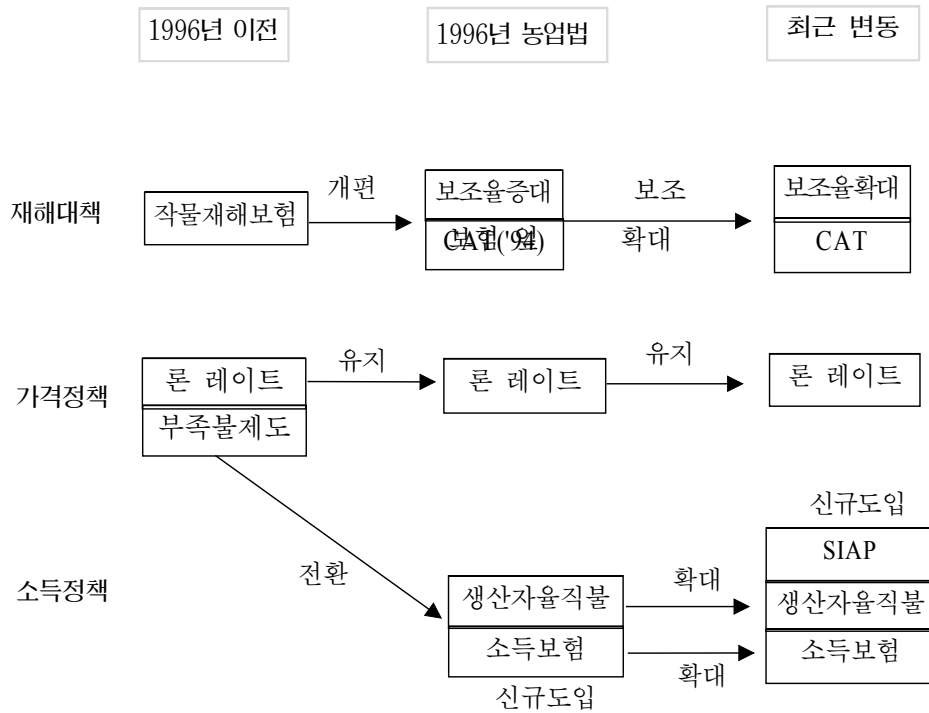 1996년 이전
1996년 농업법
최근 변동
재해대책
작물재해보험
개편
보조율증대
CAT('94)
보조
확대
보조율확대
CAT
가격정책
론 레이트
부족불제도
유지
론 레이트
유지
론 레이트
소득정책
전환
생산자율직불
소득보험
신규도입
확대
확대
신규도입
SIAP
생산자율직불
소득보험